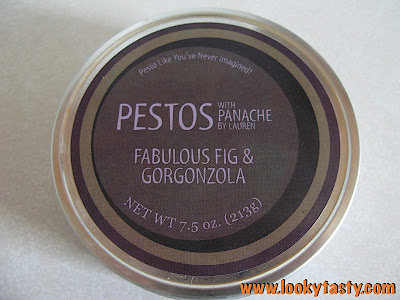 Pesto Like You've Never Imagined!
PESTOS WITH PANACHE BY LAUREN
FABULOUS FIG &
GORGONZOLA
NET WT 7.5 oz. (213g)
www.lookytasty.com